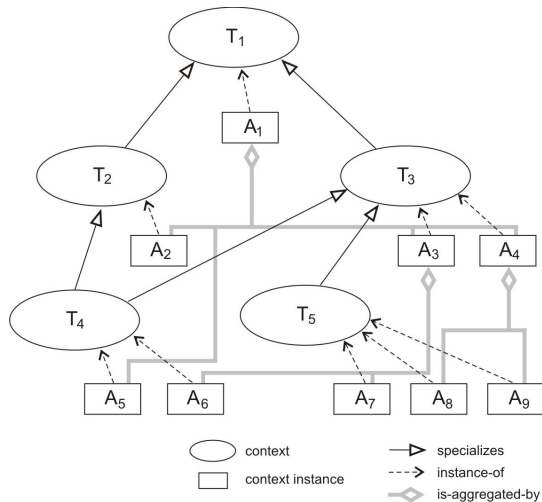 T1
A1
T2
T3
A2
A3
A4
T4
T5
A5
A6
A7
A8
A9
context
specializes
context instance
instance-of
is-aggregated-by